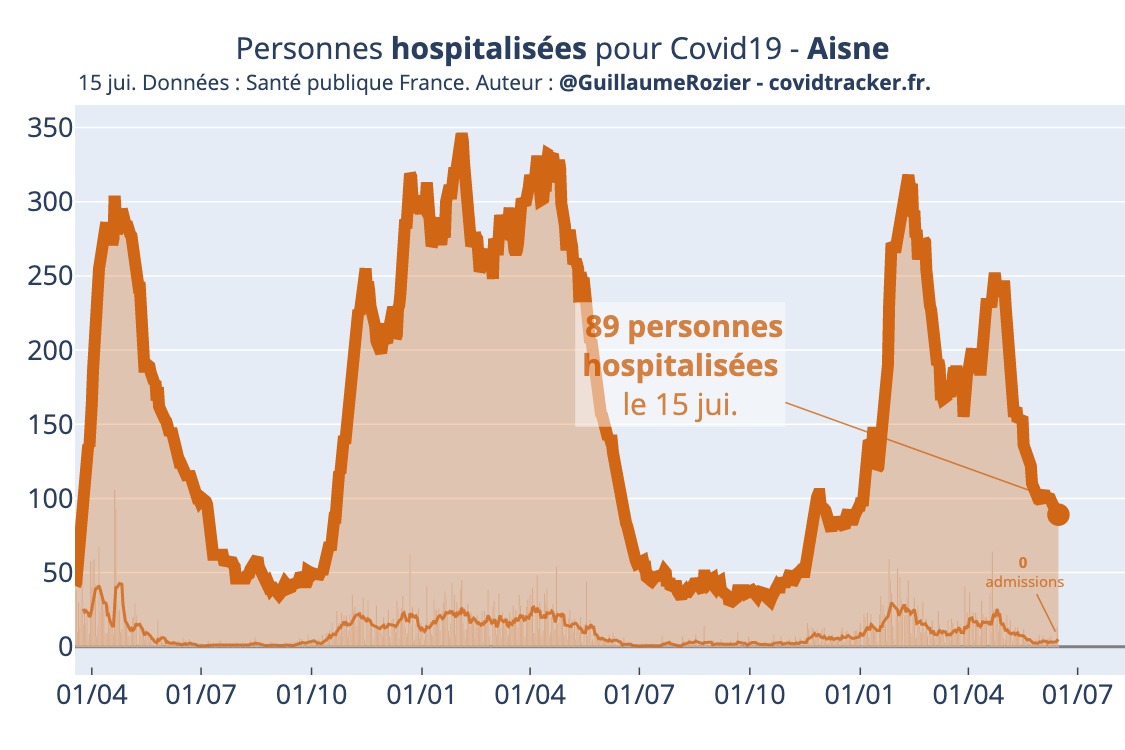 Personnes hospitalisées pour Covid19 - Aisne
15 jui. Données : Santé publique France. Auteur : @GuillaumeRozier - covidtracker.fr.
350
300
250
200
150
100
50
0
89 personnes
hospitalisées
le 15 jui.
0
admissions
01/04 01/07 01/10 01/01 01/04 01/07 01/10 01/01 01/04 01/07